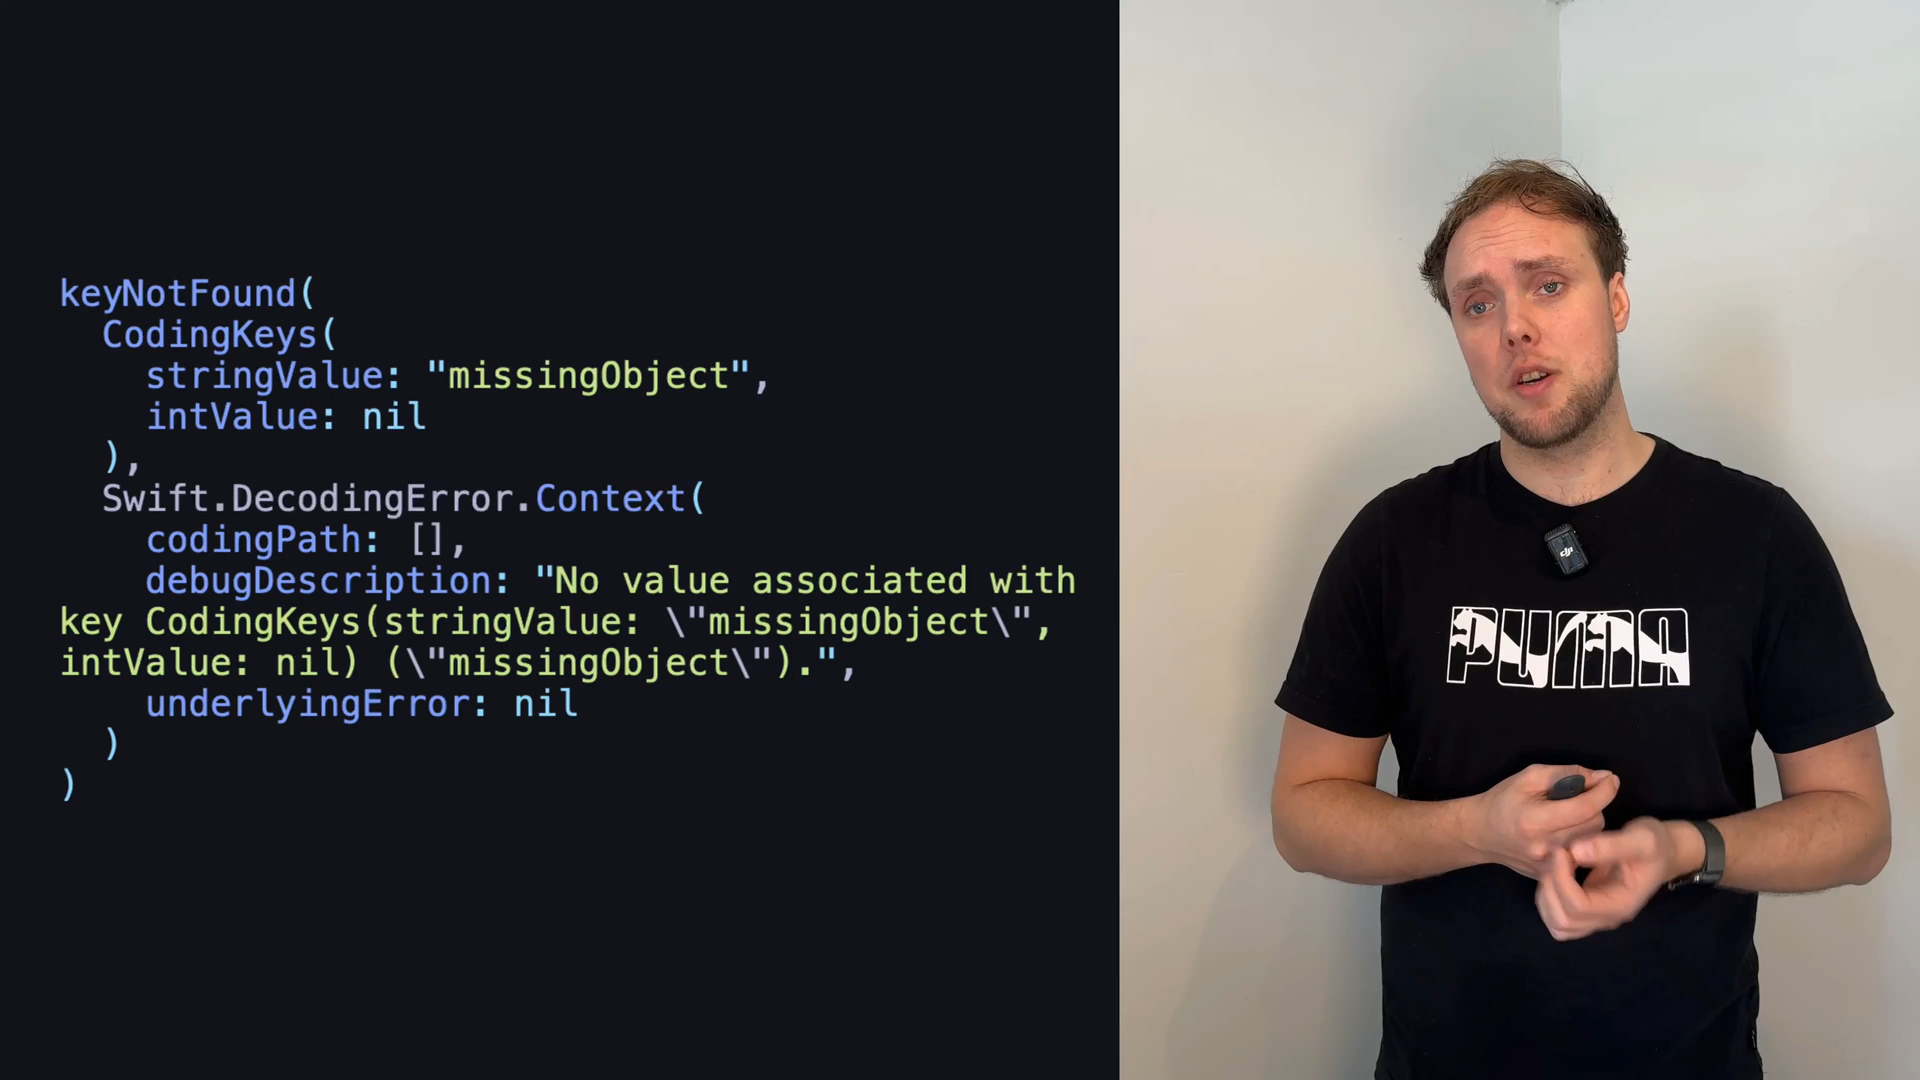 keyNotFound(
CodingKeys(
stringValue: "missingObject",
intValue: nil
),
Swift.DecodingError.Context(
codingPath: [],
debugDescription: "No value associated with
key CodingKeys(stringValue: \"missingObject\",
intValue: nil) (\"missingObject\").",
underlyingError: nil
)
)
dji
PUMA